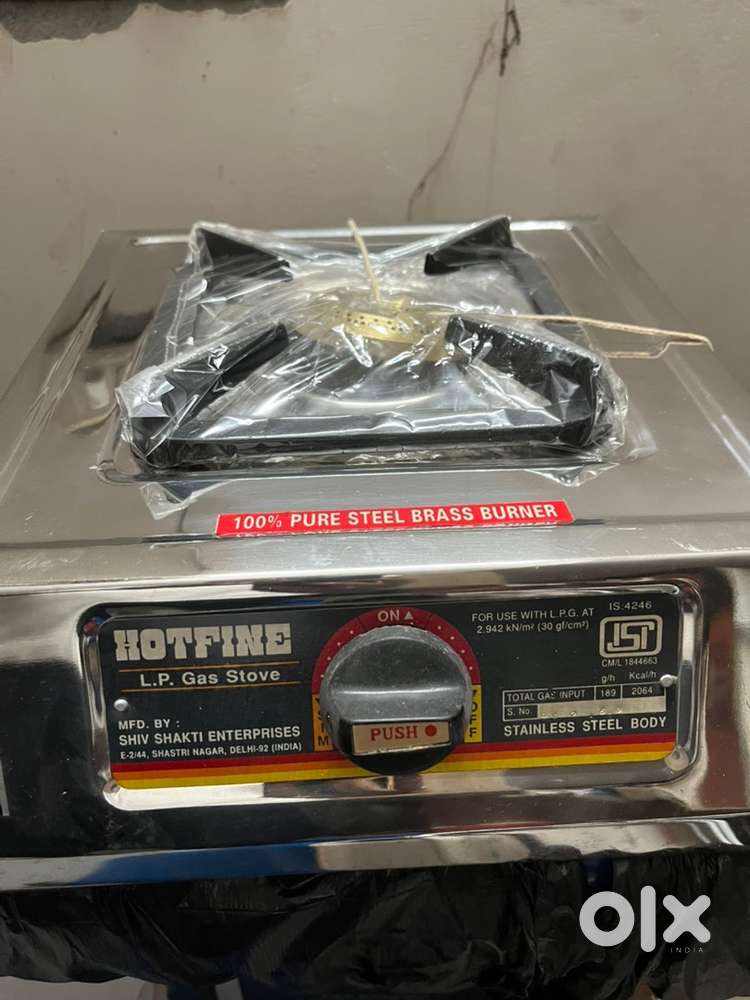 100% PURE STEEL BRASS BURNER
HOTFINE
L.P. Gas Stove
MFD. BY :
SHIV SHAKTI ENTERPRISES
E-2/44, SHASTRI NAGAR, DELHI-92 (INDIA)
ON ▲
PUSH ●
FOR USE WITH L.P.G. AT
2.942 kN/m² (30 gf/cm²)
IS:4246
ISI
CM/L 1844663
g/h Kcal/h
TOTAL GAS INPUT 189 2064
S. No.
STAINLESS STEEL BODY
olx
INDIA